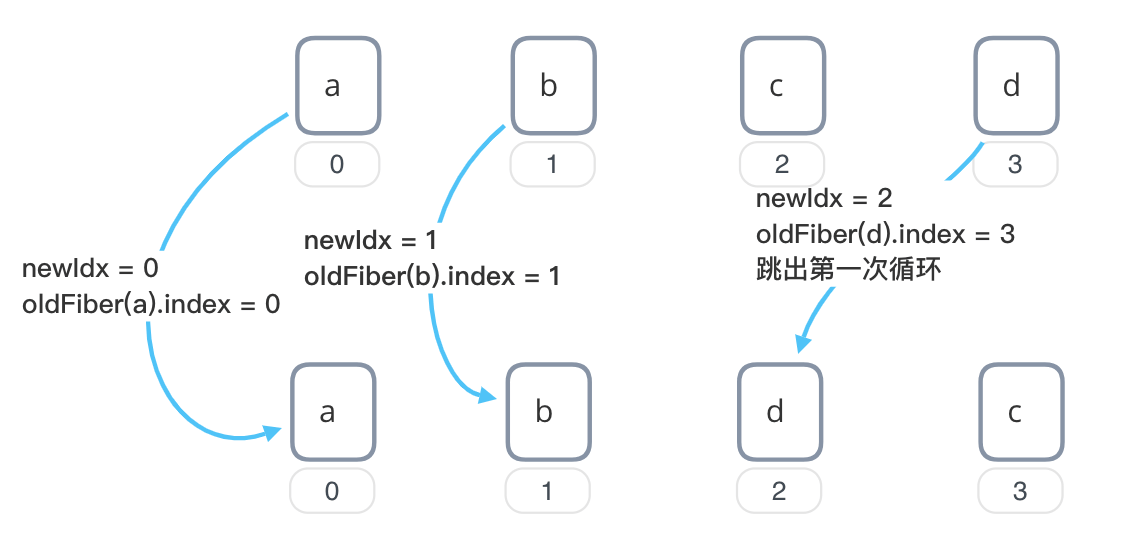 a
b
c
d
0
1
2
3
newIdx = 0
oldFiber(a).index = 0
newIdx = 1
oldFiber(b).index = 1
newIdx = 2
oldFiber(d).index = 3
跳出第一次循环
a
b
d
c
0
1
2
3